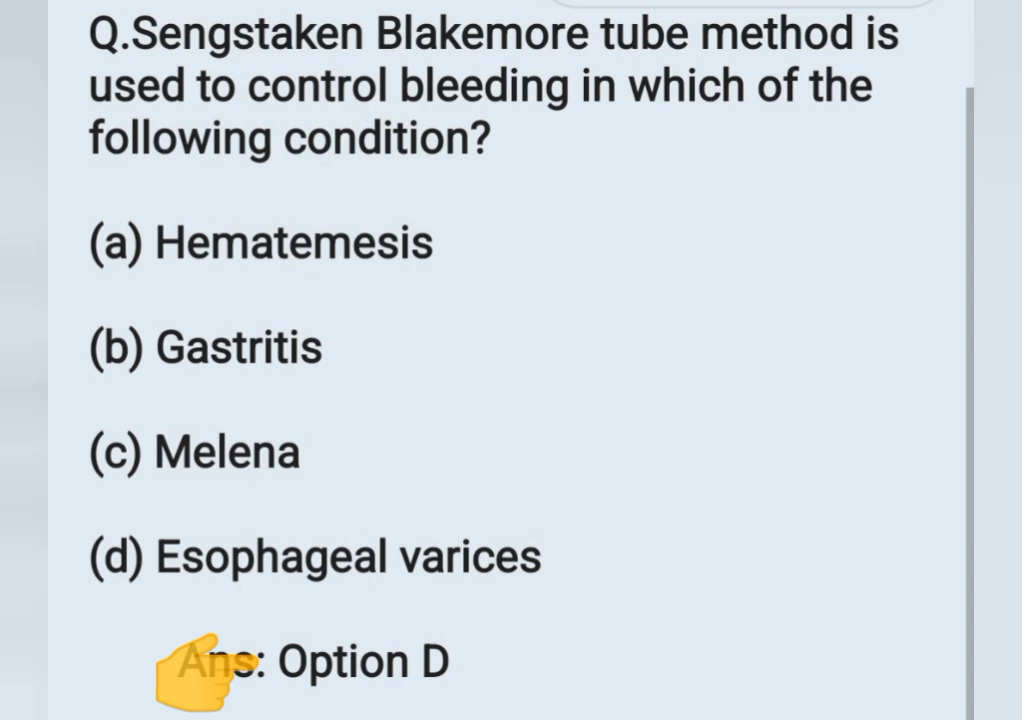 Q.Sengstaken Blakemore tube method is
used to control bleeding in which of the
following condition?
(a) Hematemesis
(b) Gastritis
(c) Melena
(d) Esophageal varices
Ans: Option D